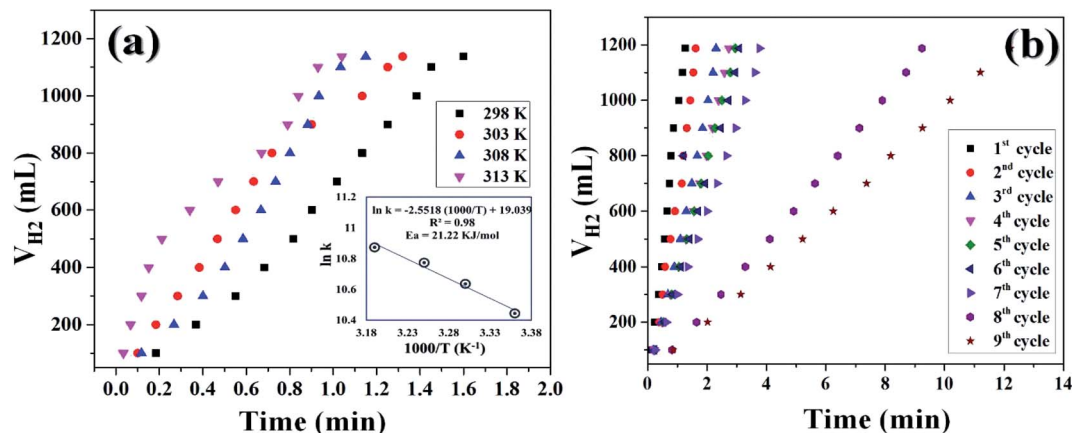 (a)
1200
1000
800
600
400
200
V_H2 (mL)
298 K
303 K
308 K
313 K
11.2
11
10.8
10.6
10.4
ln k
ln k = -2.5518 (1000/T) + 19.039
R² = 0.98
Ea = 21.22 KJ/mol
3.18 3.23 3.28 3.33 3.38
1000/T (K⁻¹)
0.0 0.2 0.4 0.6 0.8 1.0 1.2 1.4 1.6 1.8 2.0
Time (min)
(b)
1200
1000
800
600
400
200
V_H2 (mL)
1st cycle
2nd cycle
3rd cycle
4th cycle
5th cycle
6th cycle
7th cycle
8th cycle
9th cycle
0 2 4 6 8 10 12 14
Time (min)